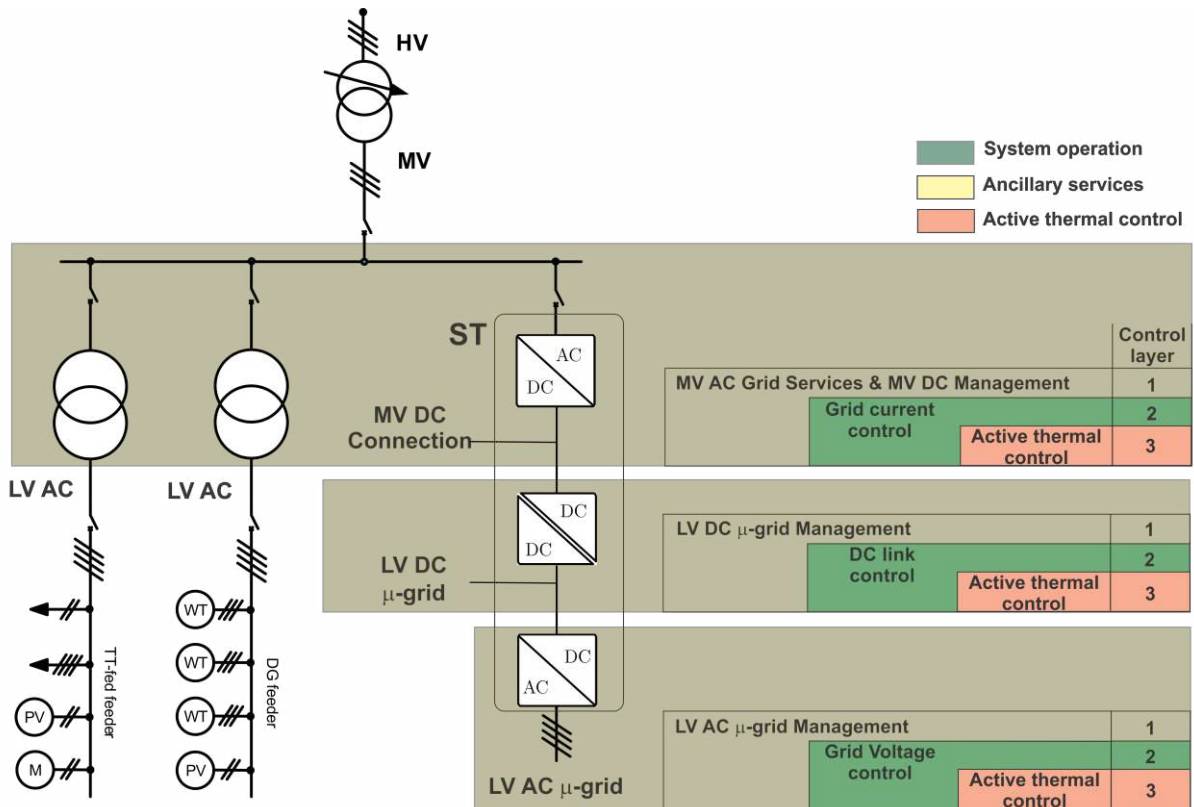 HV
MV
System operation
Ancillary services
Active thermal control
ST
AC
DC
MV DC
Connection
Control
layer
MV AC Grid Services & MV DC Management 1
Grid current
control
2
Active thermal
control
3
LV AC
LV AC
DC
DC
LV DC
μ-grid
LV DC μ-grid Management 1
DC link
control
2
Active thermal
control
3
TT-fed feeder
PV
M
WT
WT
WT
PV
DG feeder
DC
AC
LV AC μ-grid
LV AC μ-grid Management 1
Grid Voltage
control
2
Active thermal
control
3